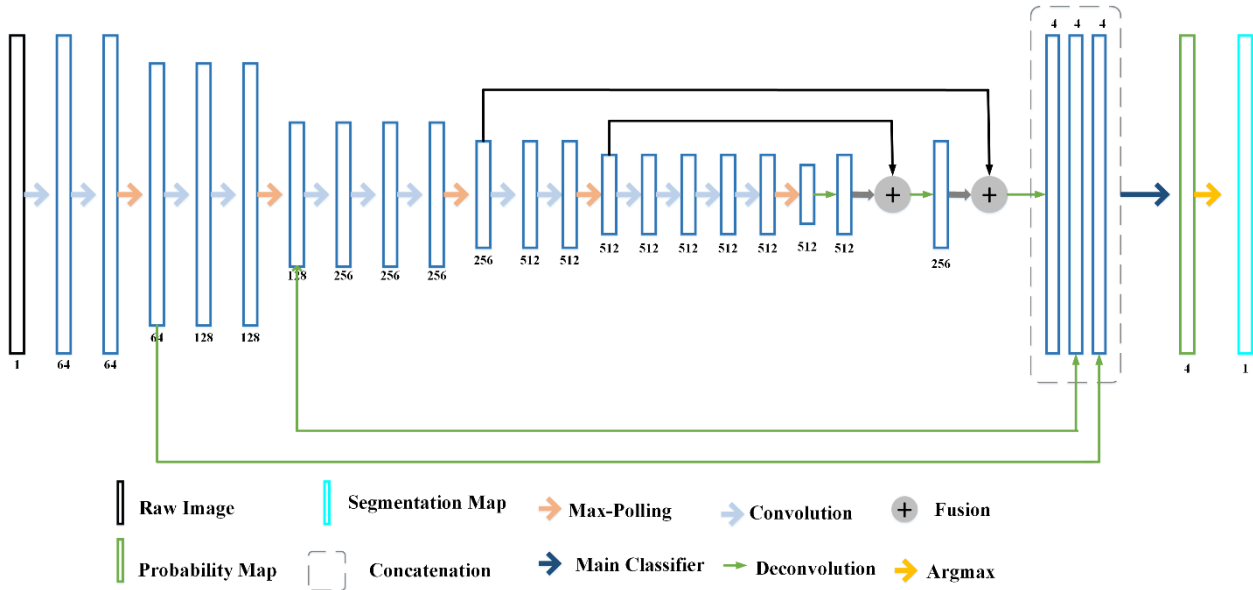 4 4 4
1 64 64 64 128 128 128 256 256 256 256 512 512 512 512 512 512 512 512 512 256 4 1
+ +
Raw Image Segmentation Map Max-Polling Convolution + Fusion
Probability Map Concatenation Main Classifier Deconvolution Argmax